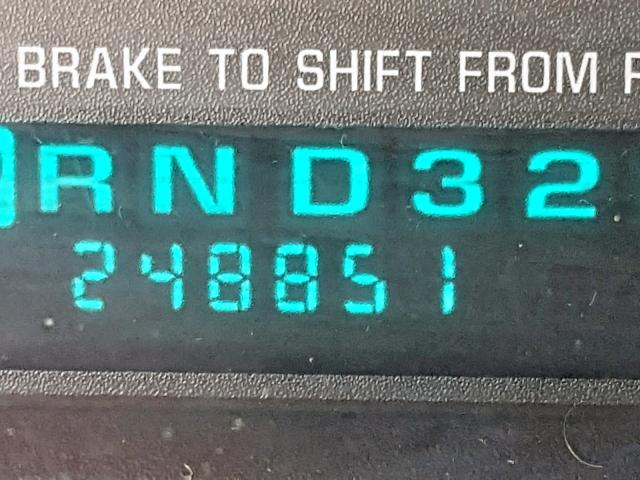 BRAKE TO SHIFT FROM P
RND32
248851